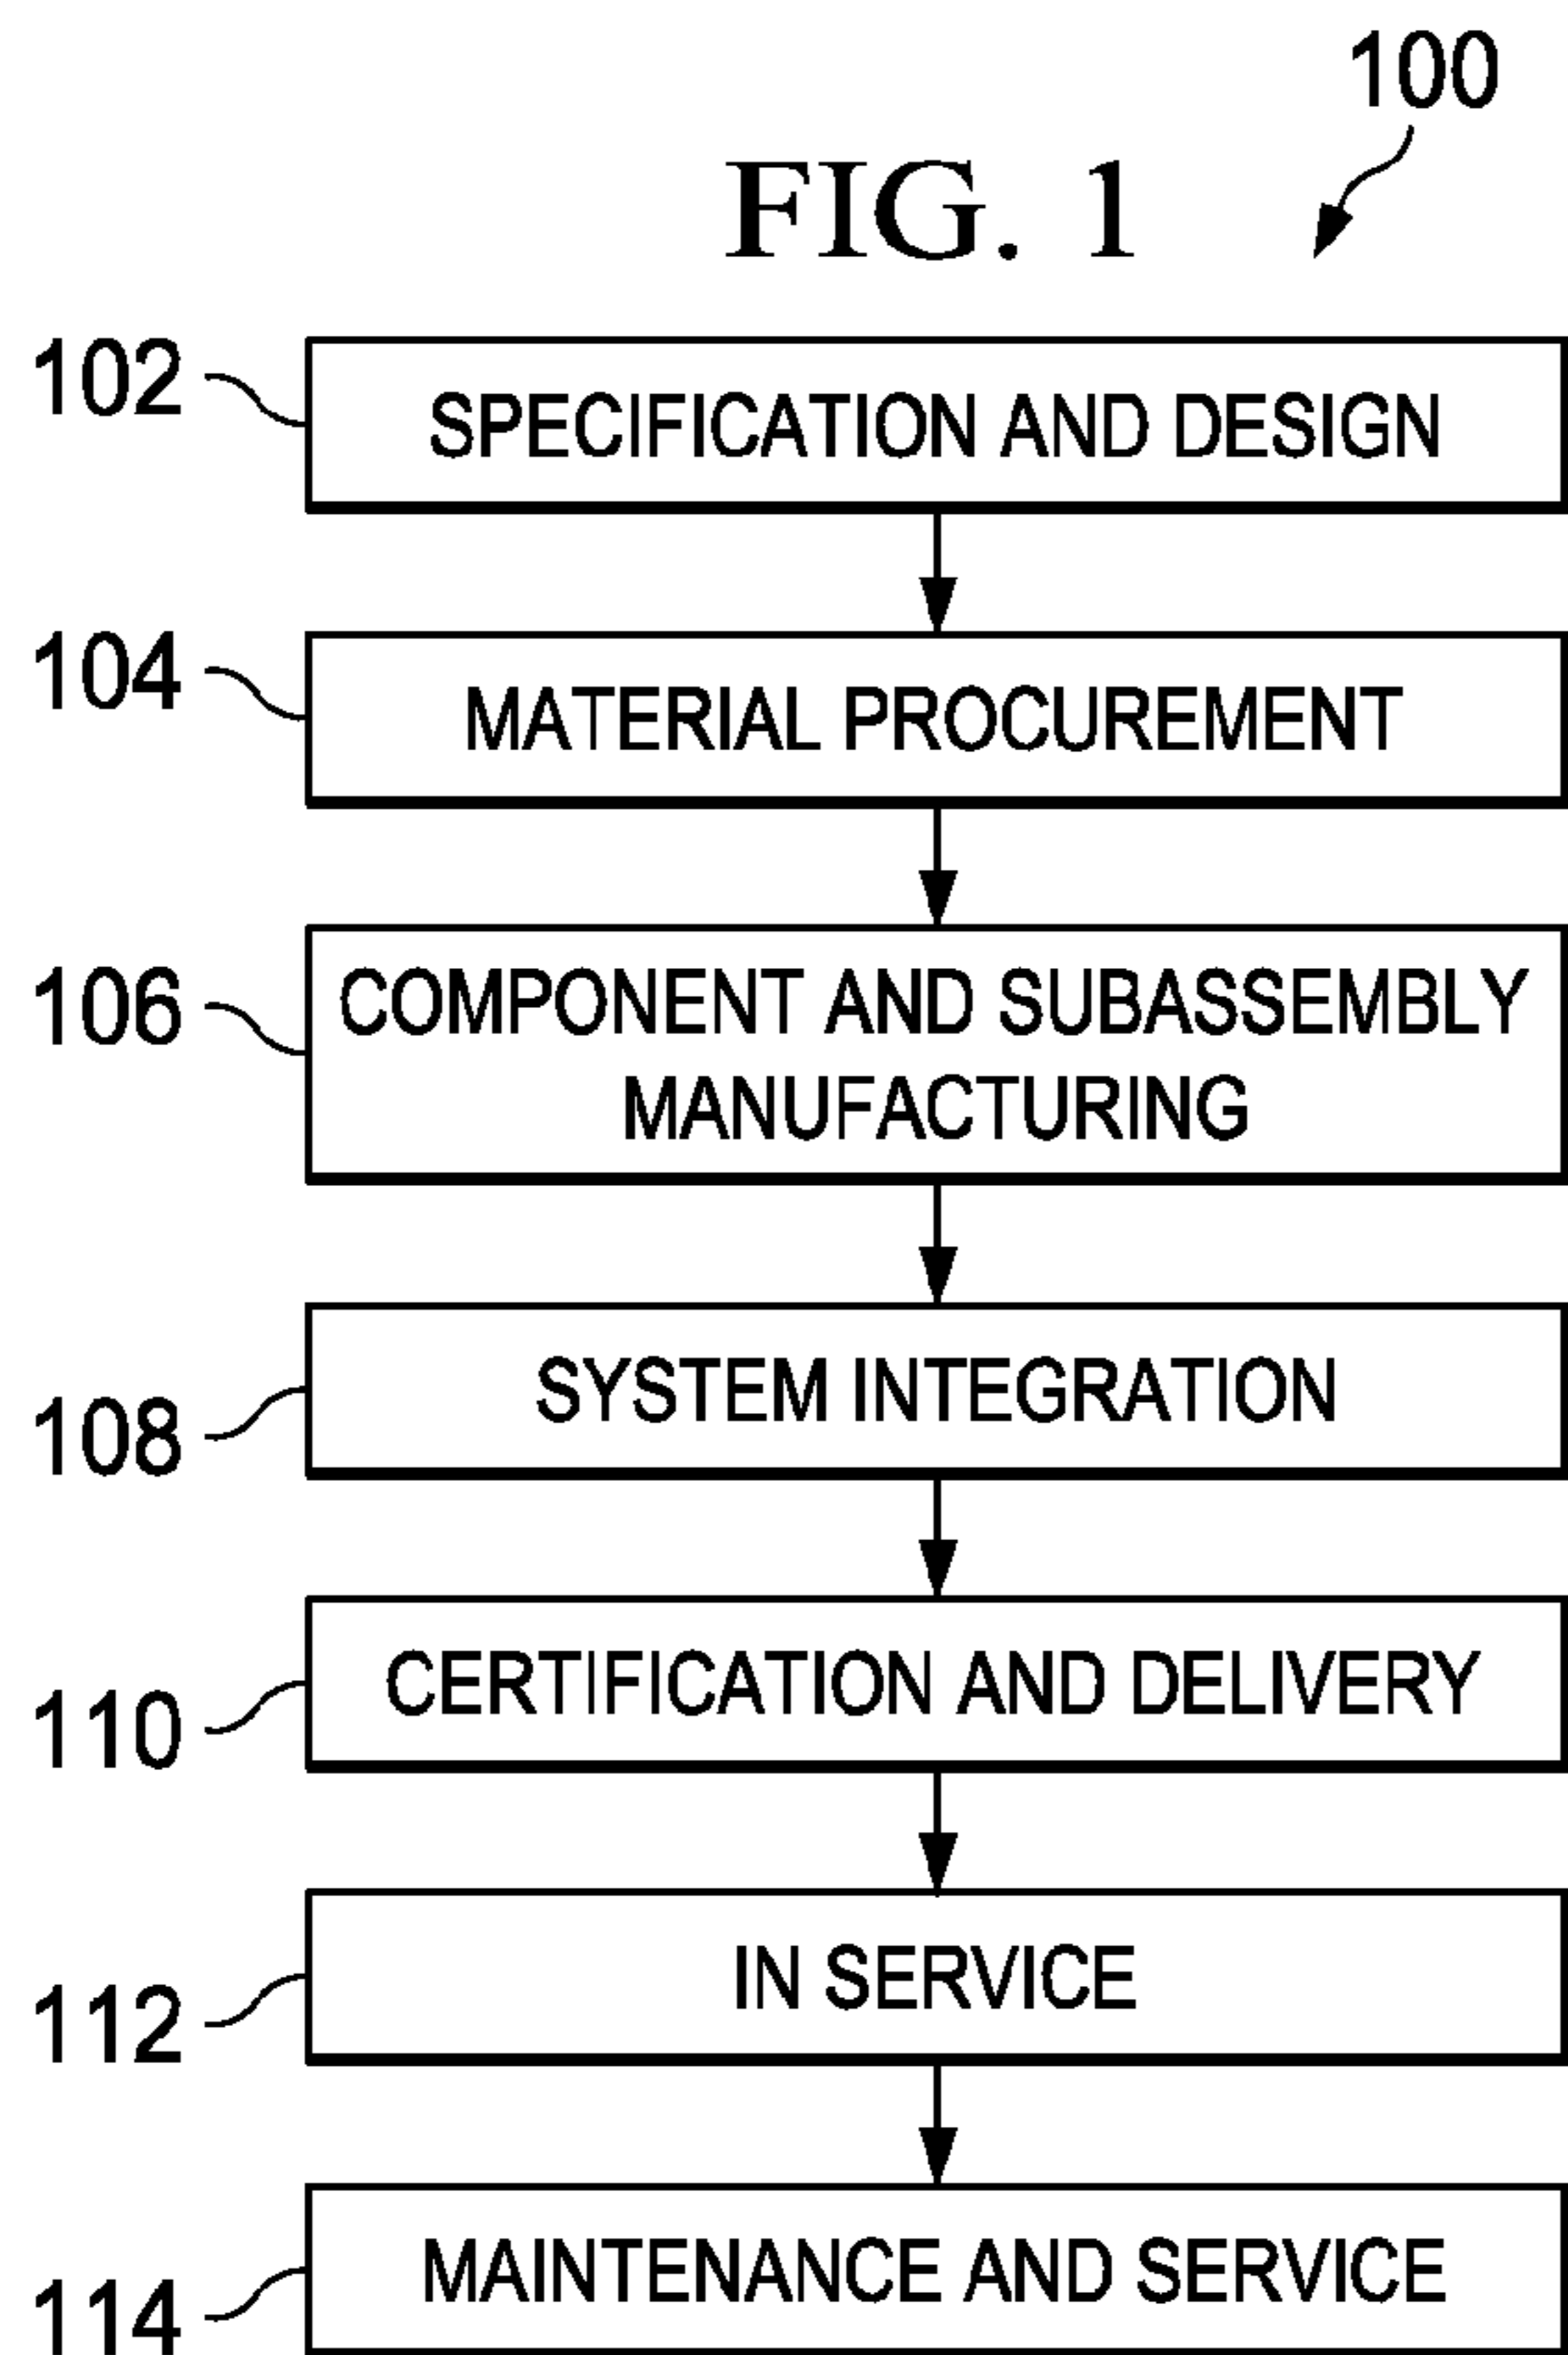 100
FIG. 1
102
SPECIFICATION AND DESIGN
104
MATERIAL PROCUREMENT
106
COMPONENT AND SUBASSEMBLY
MANUFACTURING
108
SYSTEM INTEGRATION
110
CERTIFICATION AND DELIVERY
112
IN SERVICE
114
MAINTENANCE AND SERVICE